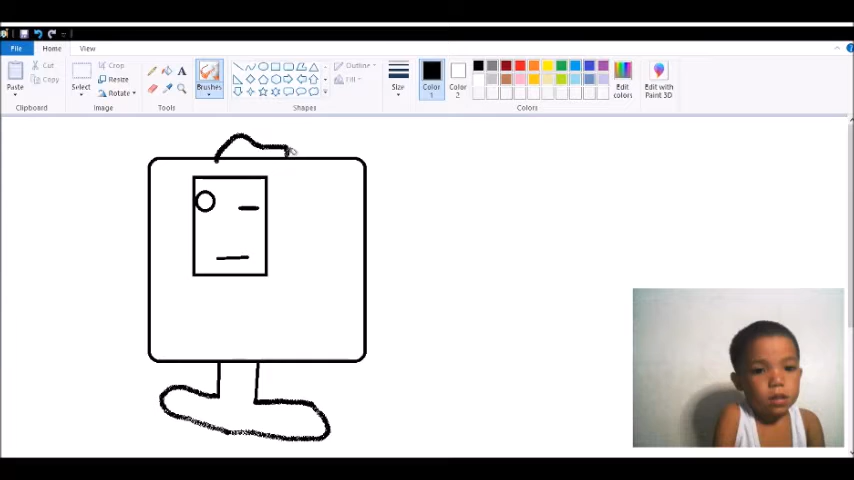 File Home View
Paste
Cut
Copy
Clipboard
Select
Crop
Resize
Rotate
Image
A
Tools
Brushes
Outline
Fill
Shapes
Size
Color
1
Color
2
Edit
colors
Edit with
Paint 3D
Colors